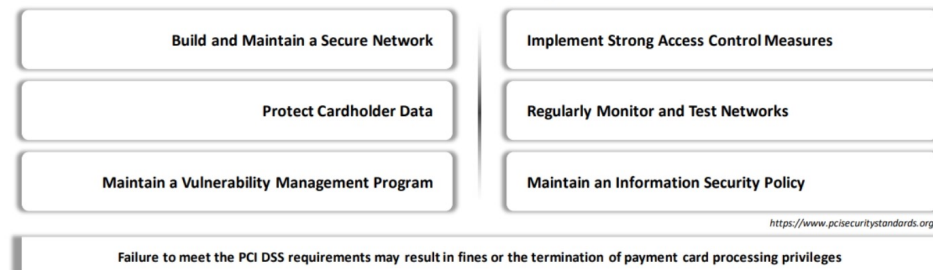 Build and Maintain a Secure Network
Implement Strong Access Control Measures
Protect Cardholder Data
Regularly Monitor and Test Networks
Maintain a Vulnerability Management Program
Maintain an Information Security Policy
https://www.pcisecuritystandards.org
Failure to meet the PCI DSS requirements may result in fines or the termination of payment card processing privileges